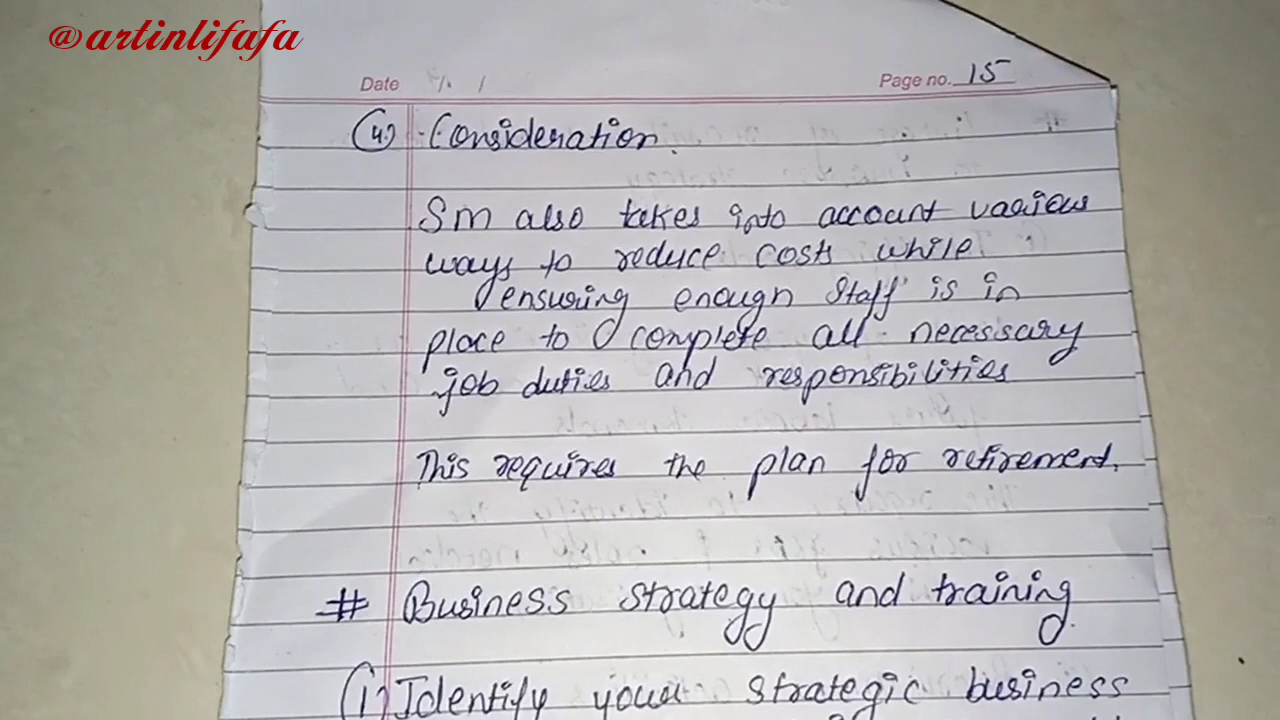 @artinlifafa
Date / /
Page no. 15
(4.) Consideration.
SM also takes into account various
ways to reduce costs while
ensuring enough staff is in
place to complete all necessary
job duties and responsibilities
This requires the plan for retirement.
# Business strategy and training
(1) Identify your strategic business